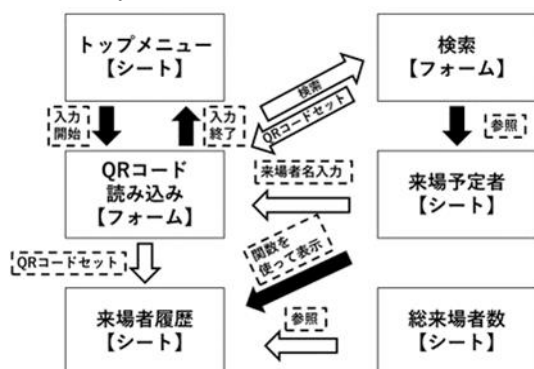 トップメニュー
【シート】
検索
【フォーム】
検索
QRコードセット
入力
開始
入力
終了
参照
QRコード
読み込み
【フォーム】
来場者名入力
来場予定者
【シート】
QRコードセット
関数を
使って表示
来場者履歴
【シート】
参照
総来場者数
【シート】